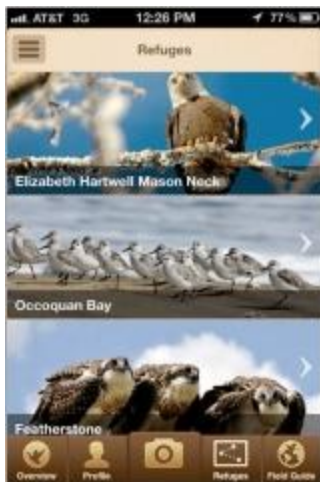 AT&T 3G 12:26 PM 77%
Refuges
Elizabeth Hartwell Mason Neck
Occoquan Bay
Featherstone
Overview Profile Refuges Field Guide